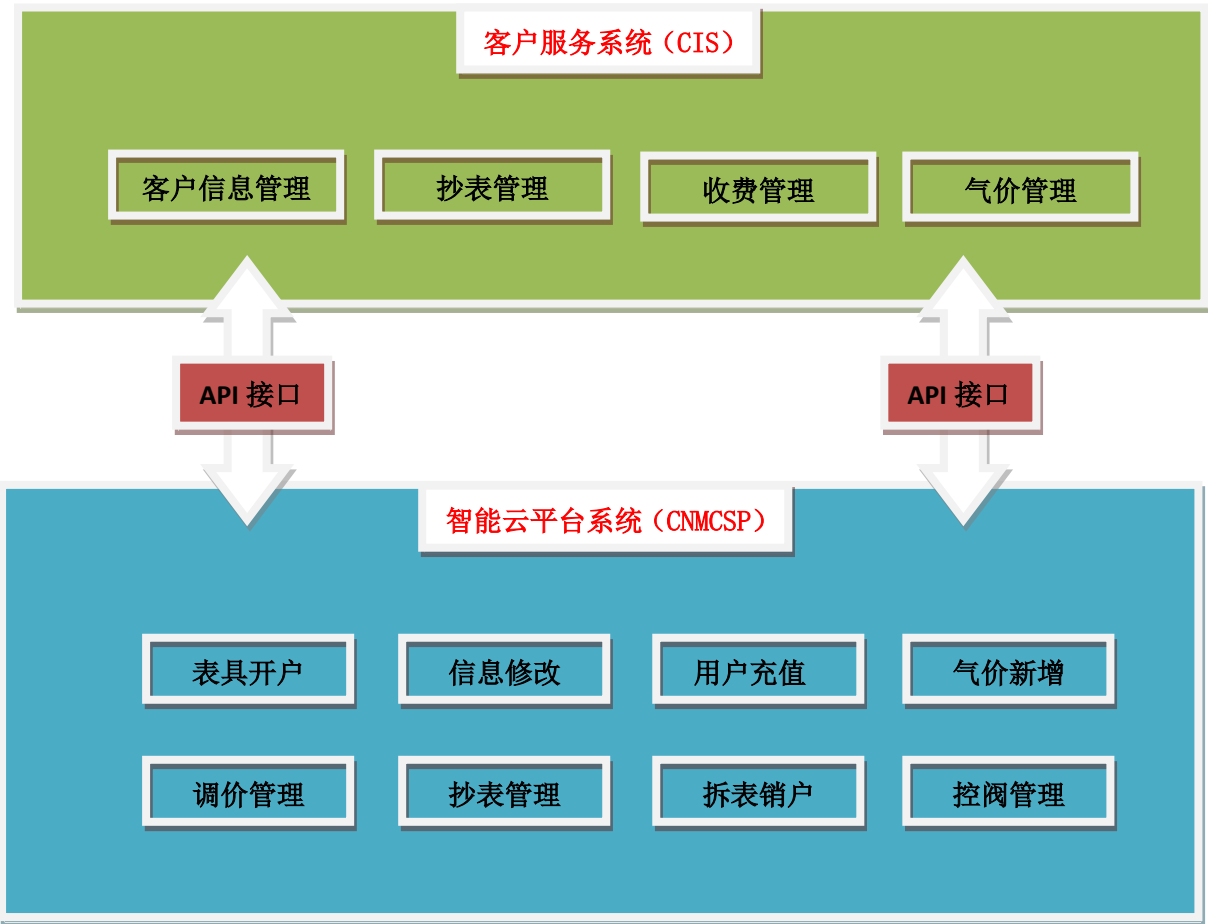 客户服务系统（CIS）
客户信息管理
抄表管理
收费管理
气价管理
API 接口
API 接口
智能云平台系统（CNMCSP）
表具开户
信息修改
用户充值
气价新增
调价管理
抄表管理
拆表销户
控阀管理